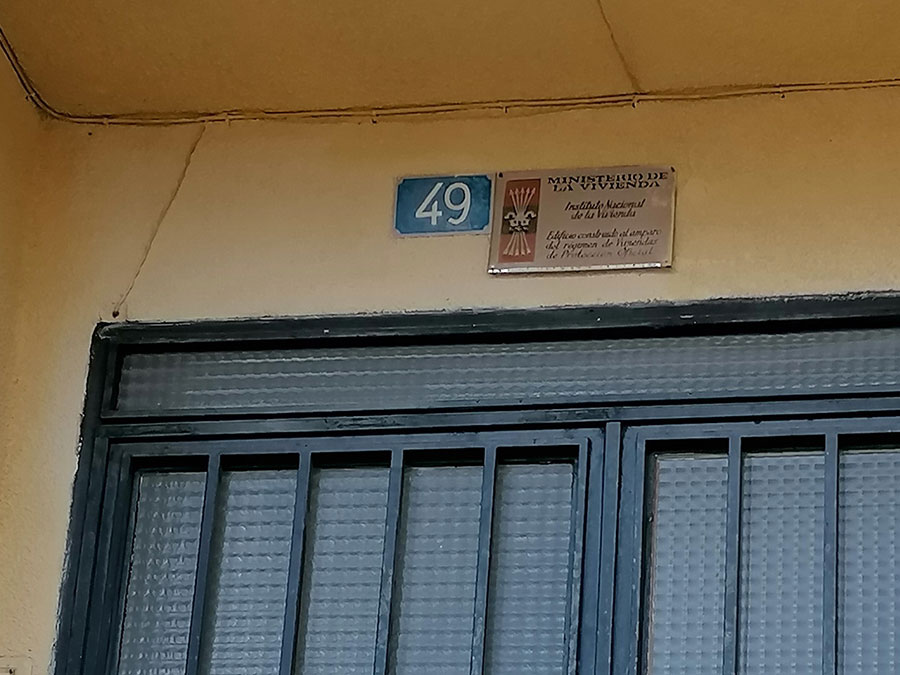 49
MINISTERIO DE
LA VIVIENDA
Instituto Nacional
de la Vivienda
Edificio construido al amparo
del régimen de Viviendas
de Protección Oficial